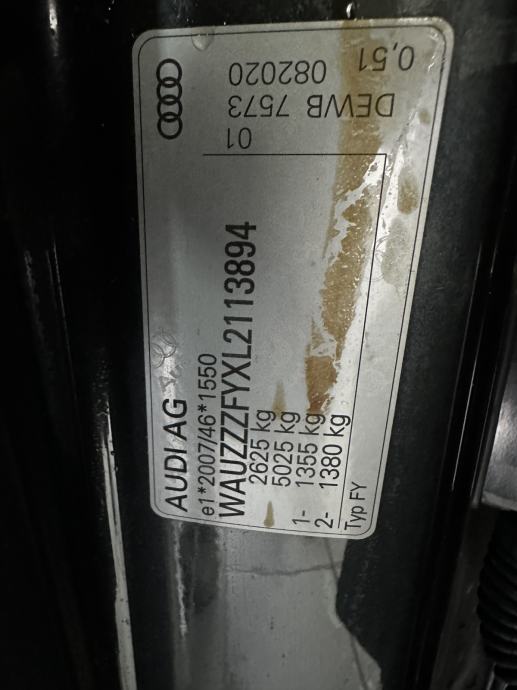 AUDI AG
e1*2007/46*1550
WAUZZZFYXL2113894
2625 kg
5025 kg
1- 1355 kg
2- 1380 kg
Typ FY
01
DEWB 7573
082020 0,51